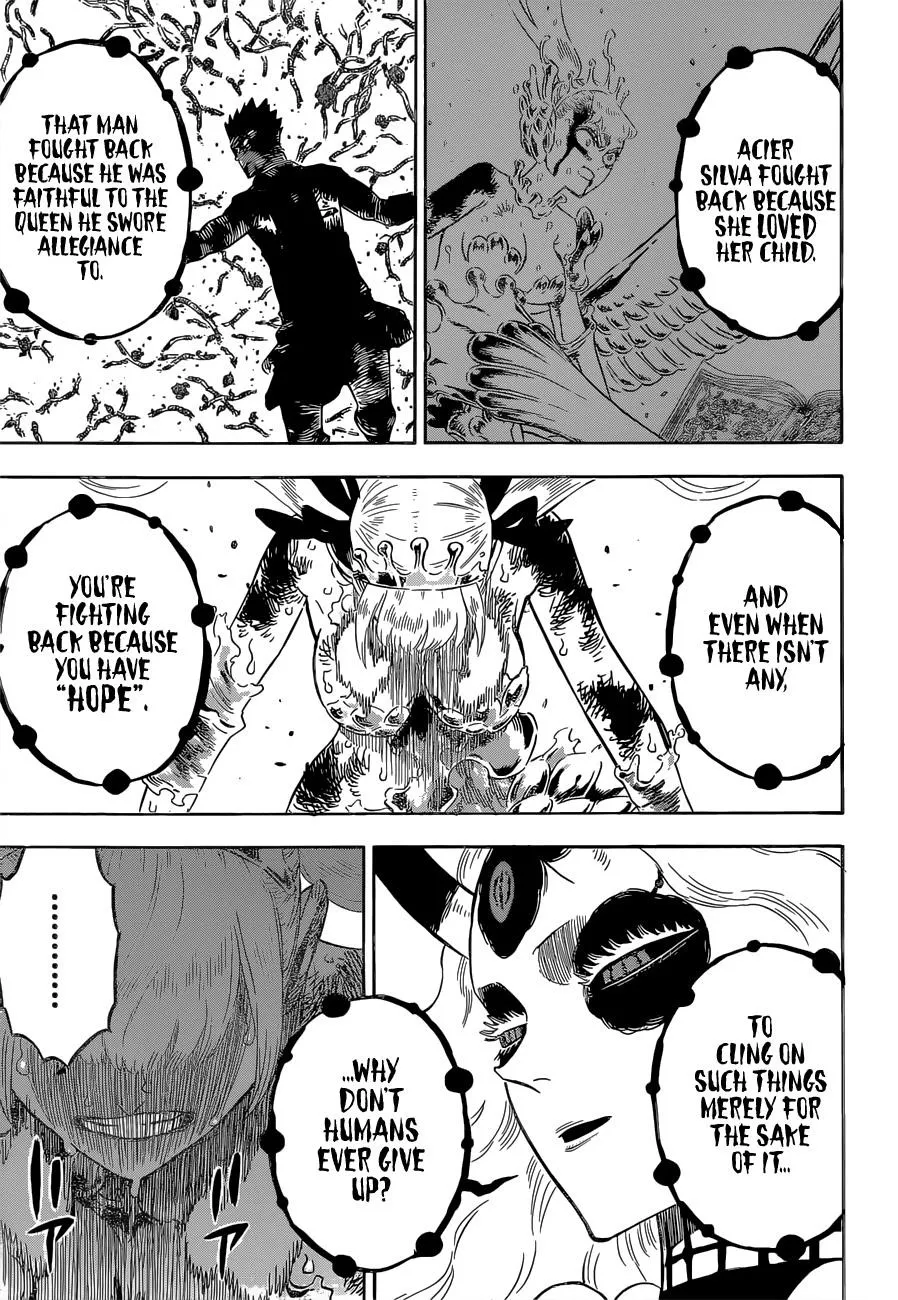 ACIER
SILVA FOUGHT
BACK BECAUSE
SHE LOVED
HER CHILD.
THAT MAN
FOUGHT BACK
BECAUSE HE WAS
FAITHFUL TO THE
QUEEN HE SWORE
ALLEGIANCE
TO.
AND
EVEN WHEN
THERE ISN'T
ANY,
YOU'RE
FIGHTING
BACK BECAUSE
YOU HAVE
"HOPE".
TO
CLING ON
SUCH THINGS
MERELY FOR
THE SAKE
OF IT...
...WHY
DON'T
HUMANS
EVER GIVE
UP?
..........
ザ
ザ